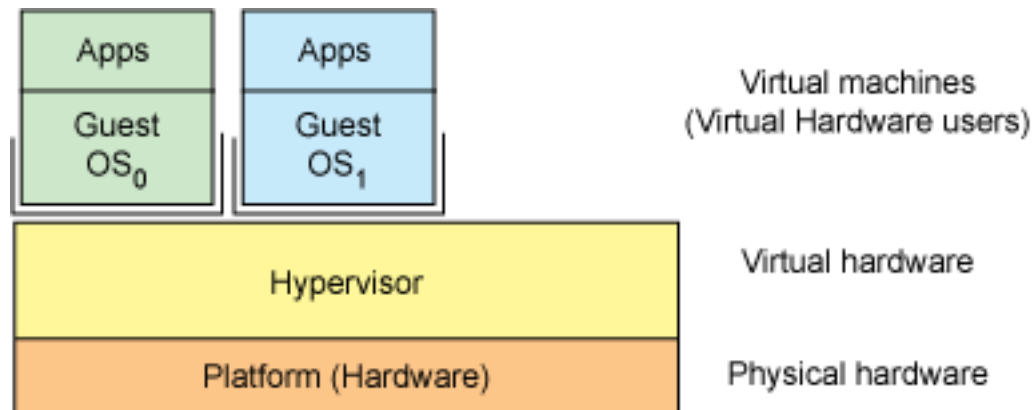 Apps
Guest
OS0
Apps
Guest
OS1
Virtual machines
(Virtual Hardware users)
Hypervisor
Virtual hardware
Platform (Hardware)
Physical hardware